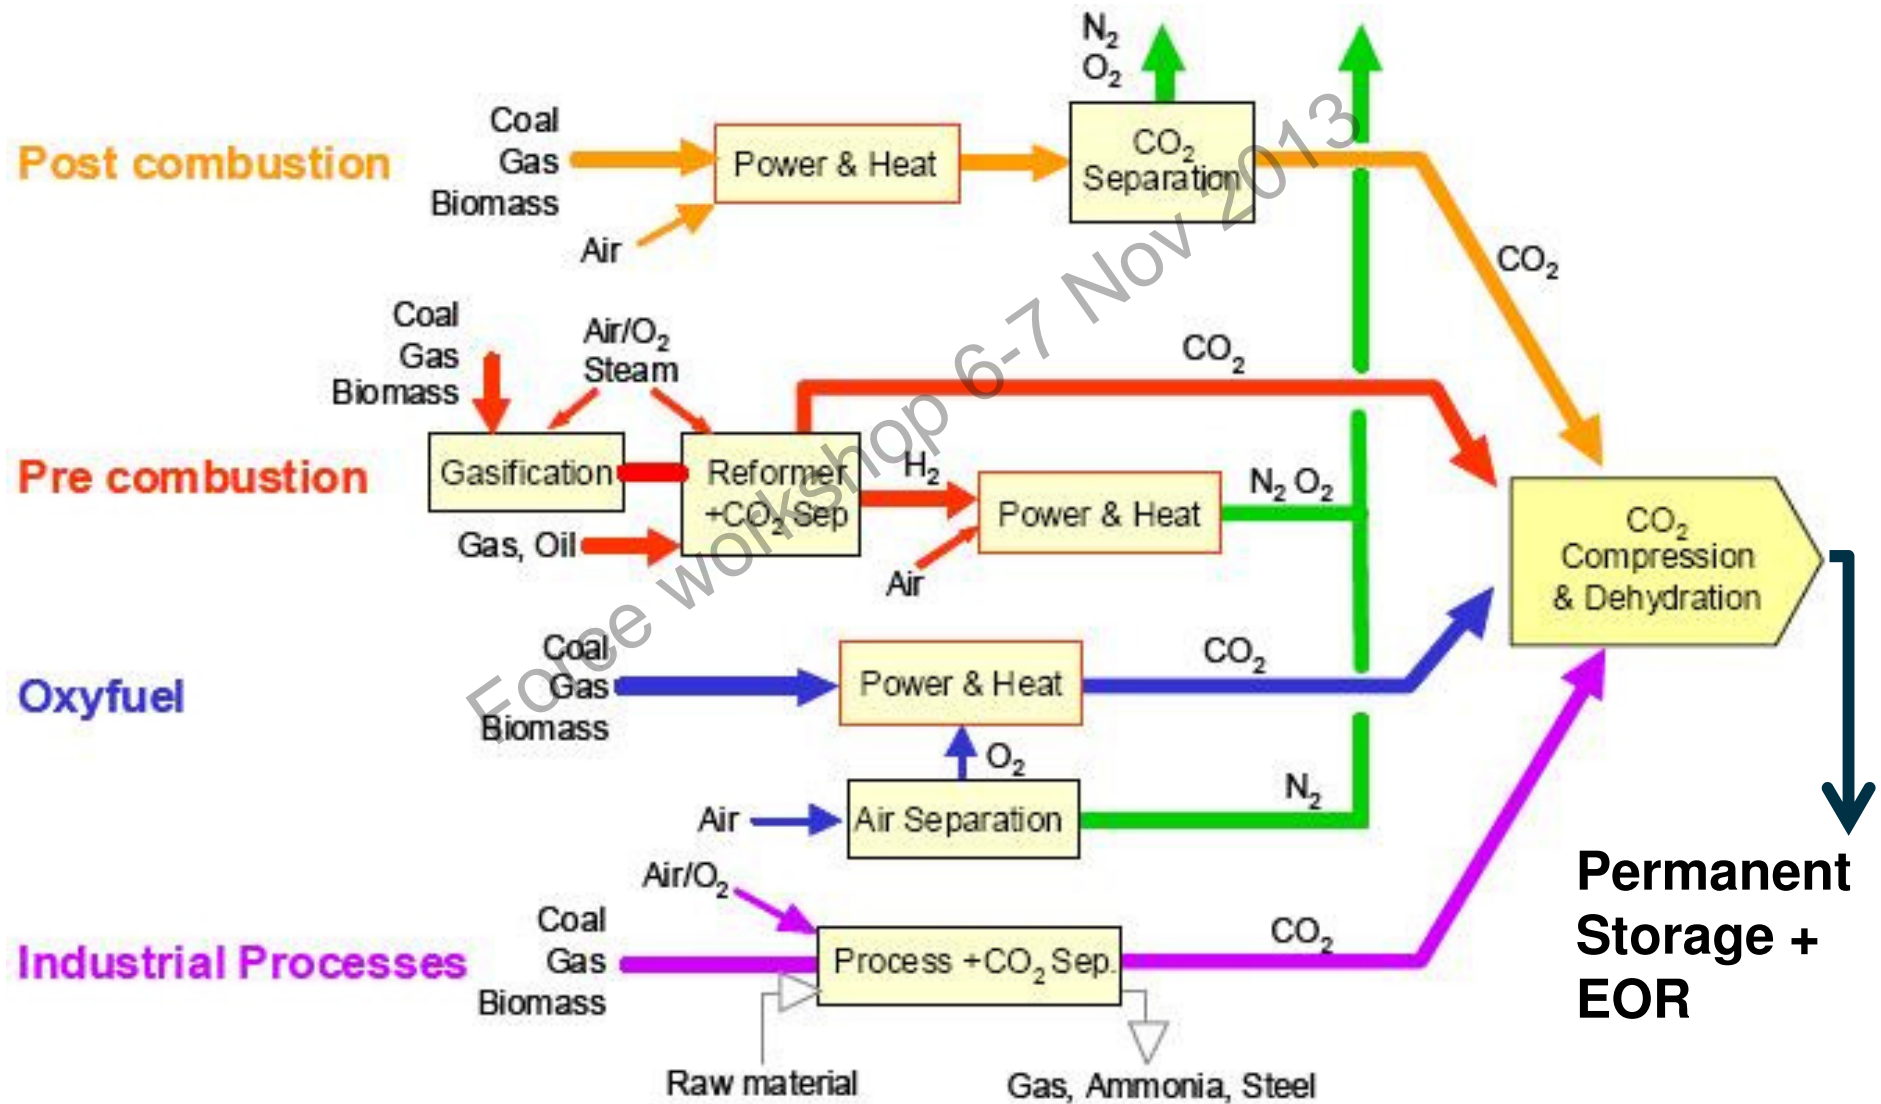 N₂
O₂
Post combustion
Coal
Gas
Biomass
Air
Power & Heat
CO₂
Separation
CO₂
Pre combustion
Coal
Gas
Biomass
Air/O₂
Steam
Gasification
Gas, Oil
Reformer
+CO₂ Sep
CO₂
H₂
Air
Power & Heat
N₂ O₂
CO₂
Compression
& Dehydration
Oxyfuel
Coal
Gas
Biomass
Power & Heat
CO₂
O₂
Air
Air Separation
N₂
Industrial Processes
Air/O₂
Coal
Gas
Biomass
Process +CO₂ Sep.
CO₂
Raw material
Gas, Ammonia, Steel
Permanent
Storage +
EOR
Force workshop 6-7 Nov 2013